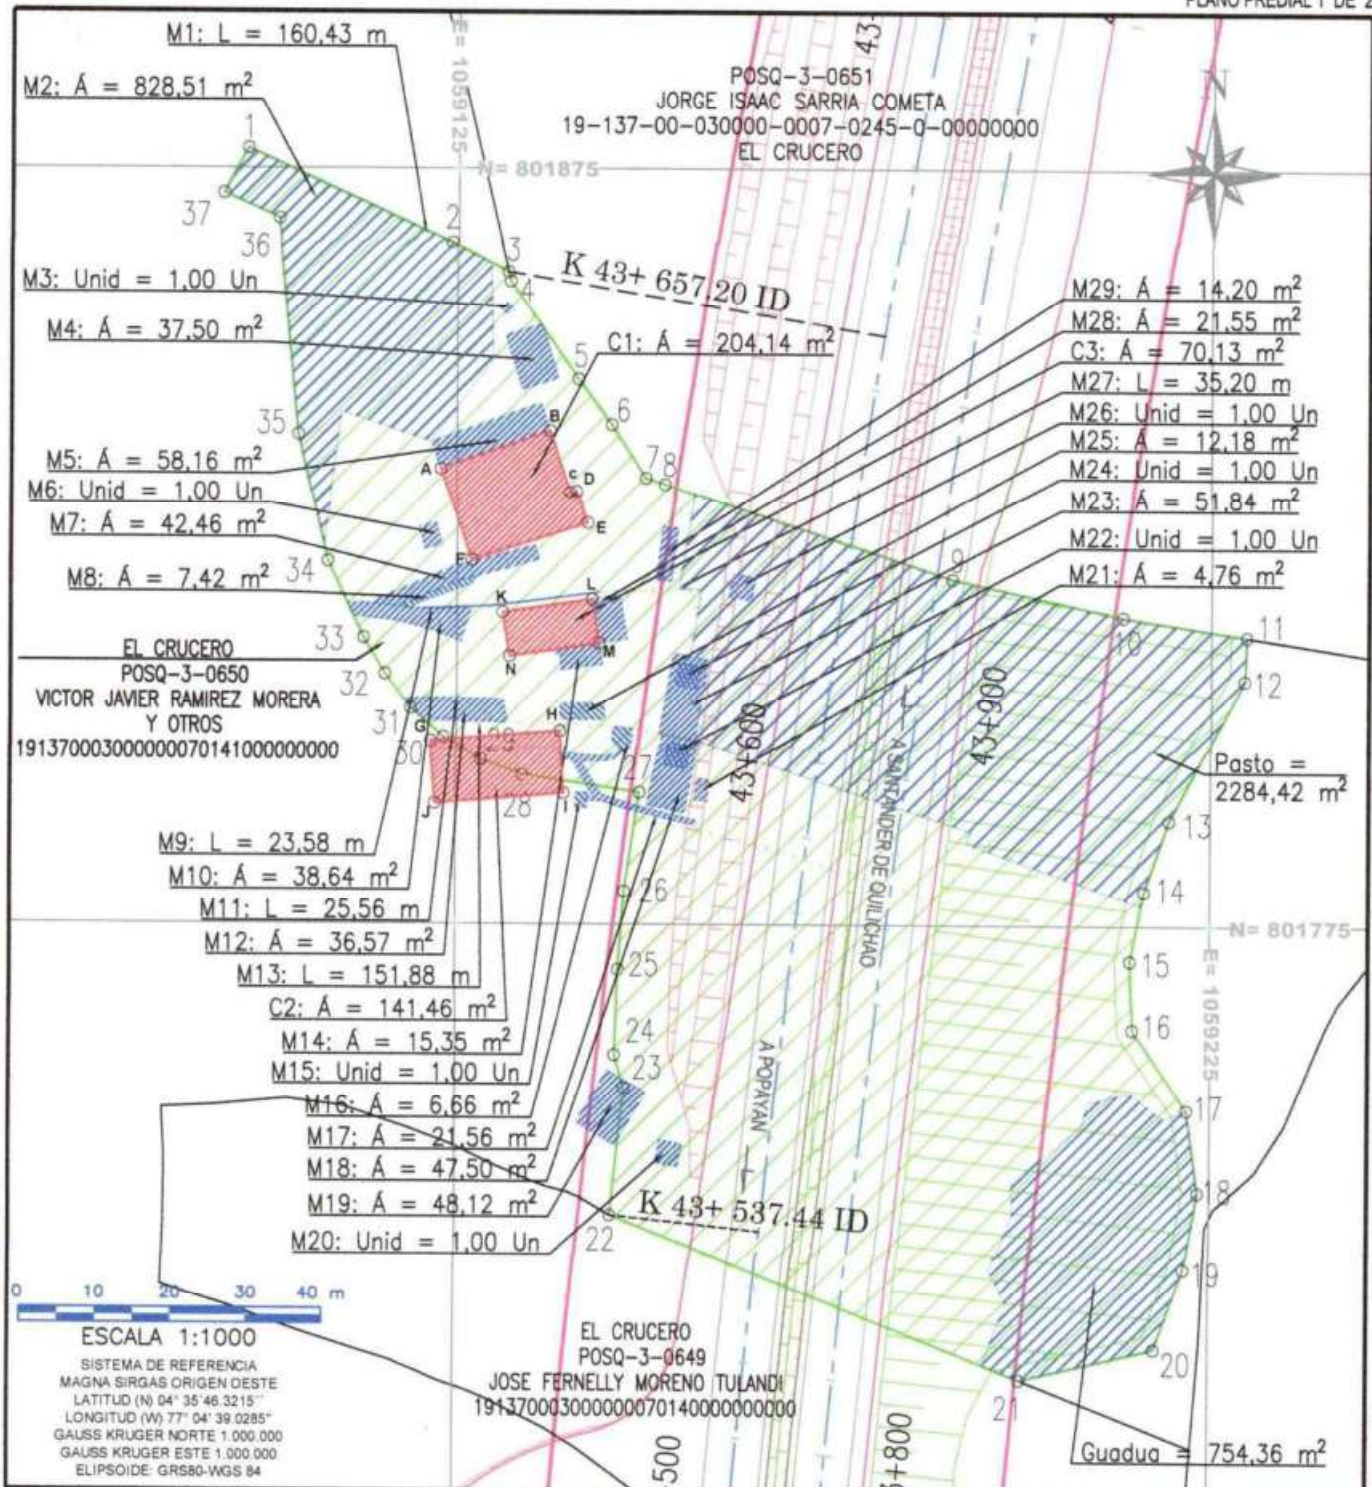 PLANO PREDIAL 1 DE 2
M1: L = 160,43 m
M2: Á = 828,51 m²
E= 1059125
N= 801875
43+
POSQ-3-0651
JORGE ISAAC SARRIA COMETA
19-137-00-030000-0007-0245-0-00000000
EL CRUCERO
N
1
2
3
4
5
6
7
8
9
10
11
12
13
14
15
16
17
18
19
20
21
22
23
24
25
26
27
28
29
30
31
32
33
34
35
36
37
K 43+ 657.20 ID
M3: Unid = 1,00 Un
M4: Á = 37,50 m²
C1: Á = 204,14 m²
M5: Á = 58,16 m²
M6: Unid = 1,00 Un
M7: Á = 42,46 m²
M8: Á = 7,42 m²
A
B
c
D
E
F
G
H
I
J
K
L
M
N
M29: Á = 14,20 m²
M28: Á = 21,55 m²
C3: Á = 70,13 m²
M27: L = 35,20 m
M26: Unid = 1,00 Un
M25: Á = 12,18 m²
M24: Unid = 1,00 Un
M23: Á = 51,84 m²
M22: Unid = 1,00 Un
M21: Á = 4,76 m²
EL CRUCERO
POSQ-3-0650
VICTOR JAVIER RAMIREZ MORERA
Y OTROS
191370003000000070141000000000
43+600
43+900
A SANTANDER DE QUILICHAO
A POPAYAN
Pasto =
2284,42 m²
M9: L = 23,58 m
M10: Á = 38,64 m²
M11: L = 25,56 m
M12: Á = 36,57 m²
M13: L = 151,88 m
C2: Á = 141,46 m²
M14: Á = 15,35 m²
M15: Unid = 1,00 Un
M16: Á = 6,66 m²
M17: Á = 21,56 m²
M18: Á = 47,50 m²
M19: Á = 48,12 m²
M20: Unid = 1,00 Un
N= 801775
E= 1059225
K 43+ 537.44 ID
0 10 20 30 40 m
ESCALA 1:1000
SISTEMA DE REFERENCIA
MAGNA SIRGAS ORIGEN OESTE
LATITUD (N) 04° 35'46.3215''
LONGITUD (W) 77° 04' 39.0285"
GAUSS KRUGER NORTE 1.000.000
GAUSS KRUGER ESTE 1.000.000
ELIPSOIDE: GRS80-WGS 84
EL CRUCERO
POSQ-3-0649
JOSE FERNELLY MORENO TULANDI
191370003000000070140000000000
500
+800
Guadua = 754,36 m²